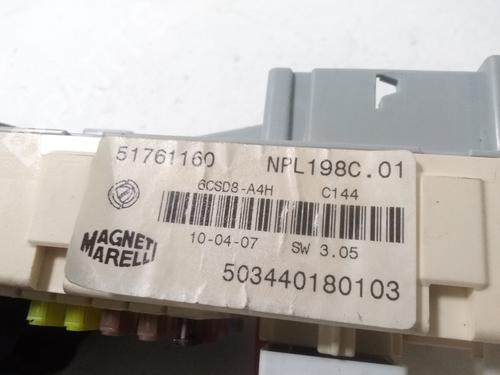 51761160 NPL198C.01
6CSD8-A4H C144
10-04-07 SW 3.05
MAGNETI
MARELLI
503440180103